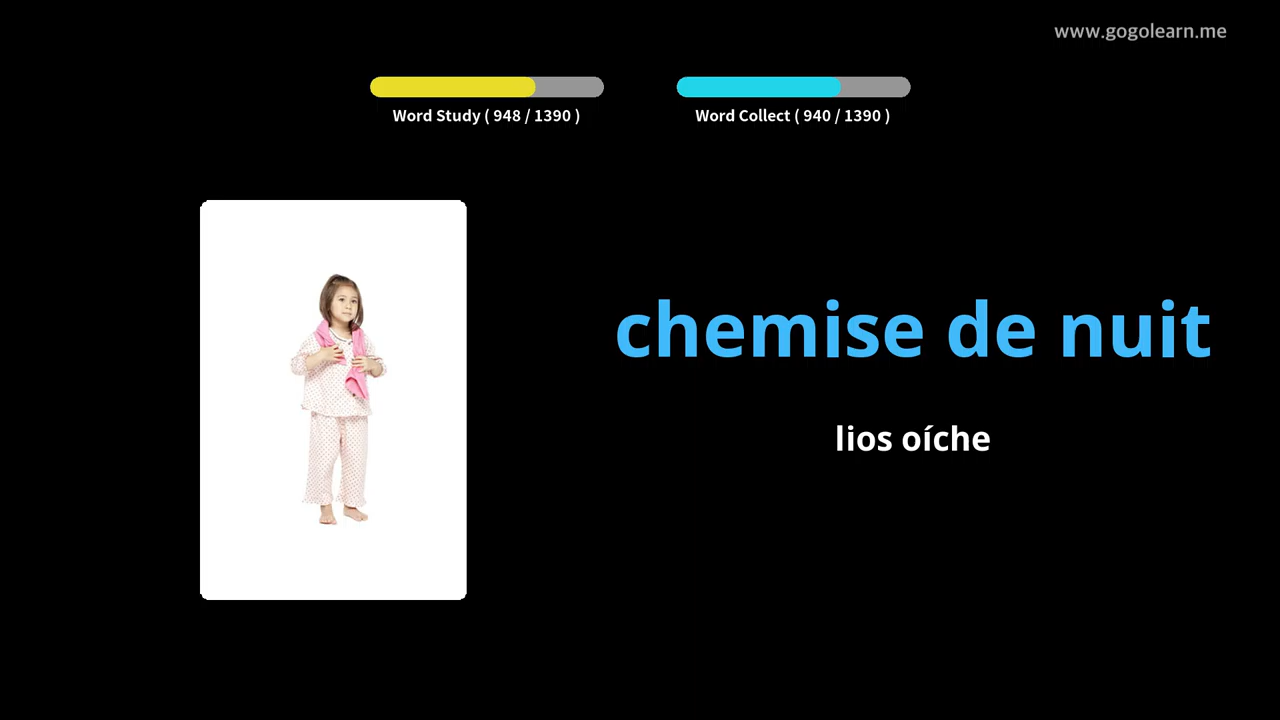 www.gogolearn.me
Word Study ( 948 / 1390 )
Word Collect ( 940 / 1390 )
chemise de nuit
lios oíche